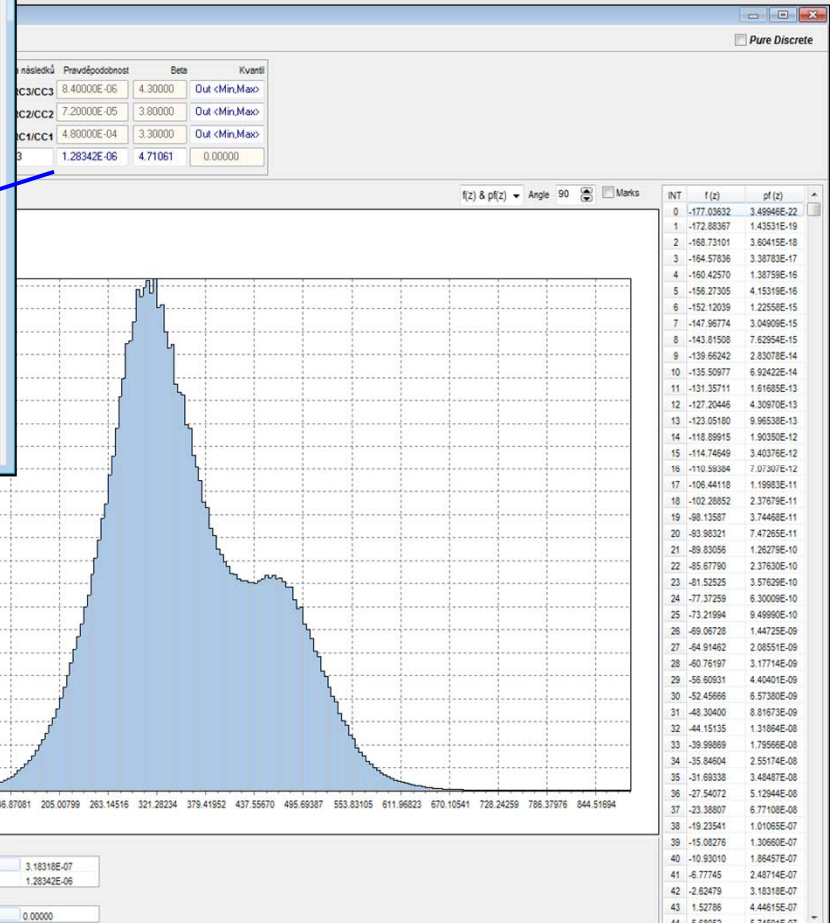 Pure Discrete
a následků Pravděpodobnost Beta Kvantil
RC3/CC3 8.40000E-06 4.30000 Out <Min,Max>
RC2/CC2 7.20000E-05 3.80000 Out <Min,Max>
RC1/CC1 4.80000E-04 3.30000 Out <Min,Max>
3 1.28342E-06 4.71061 0.00000
f(z) & pf(z) Angle 90 Marks
INT f (z) pf (z)
0 -177.03632 3.49946E-22
1 -172.88367 1.43531E-19
2 -168.73101 3.60415E-18
3 -164.57836 3.38783E-17
4 -160.42570 1.38759E-16
5 -156.27305 4.15319E-16
6 -152.12039 1.22558E-15
7 -147.96774 3.04909E-15
8 -143.81508 7.62954E-15
9 -139.66242 2.83078E-14
10 -135.50977 6.92422E-14
11 -131.35711 1.61685E-13
12 -127.20446 4.30970E-13
13 -123.05180 9.96538E-13
14 -118.89915 1.90350E-12
15 -114.74649 3.40376E-12
16 -110.59384 7.07307E-12
17 -106.44118 1.19983E-11
18 -102.28852 2.37679E-11
19 -98.13587 3.74468E-11
20 -93.98321 7.47265E-11
21 -89.83056 1.26279E-10
22 -85.67790 2.37630E-10
23 -81.52525 3.57629E-10
24 -77.37259 6.30009E-10
25 -73.21994 9.49990E-10
26 -69.06728 1.44725E-09
27 -64.91462 2.08551E-09
28 -60.76197 3.17714E-09
29 -56.60931 4.40401E-09
30 -52.45666 6.57380E-09
31 -48.30400 8.81673E-09
32 -44.15135 1.31864E-08
33 -39.99869 1.79566E-08
34 -35.84604 2.55174E-08
35 -31.69338 3.48487E-08
36 -27.54072 5.12944E-08
37 -23.38807 6.77108E-08
38 -19.23541 1.01065E-07
39 -15.08276 1.30660E-07
40 -10.93010 1.86457E-07
41 -6.77745 2.48714E-07
42 -2.62479 3.18318E-07
43 1.52786 4.44615E-07
6.87081 205.00799 263.14516 321.28234 379.41952 437.55670 495.69387 553.83105 611.96823 670.10541 728.24259 786.37976 844.51694
3.18318E-07
1.28342E-06
0.00000